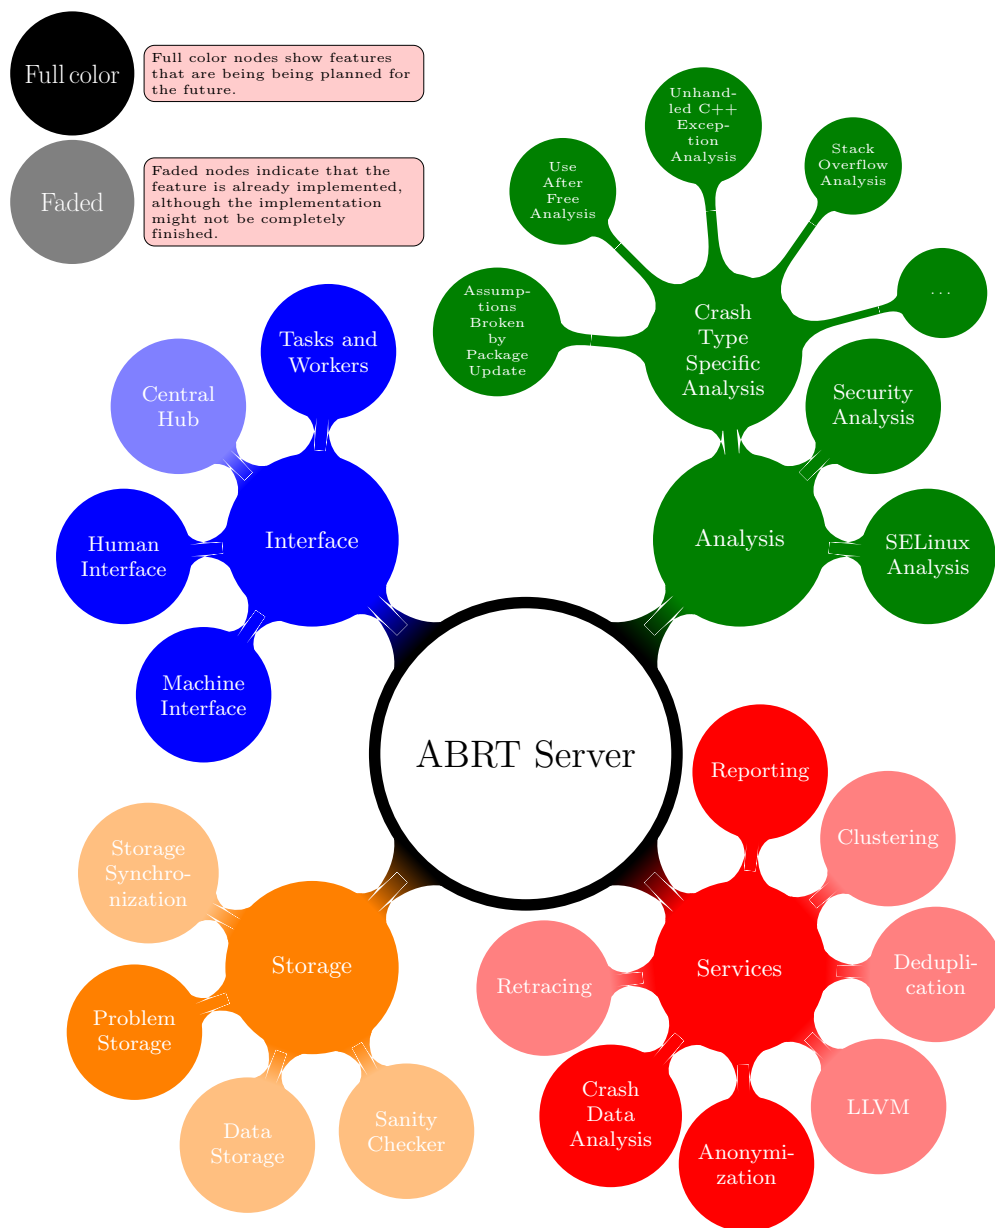 Full color
Full color nodes show features
that are being being planned for
the future.
Faded
Faded nodes indicate that the
feature is already implemented,
although the implementation
might not be completely
finished.
Unhand-
led C++
Excep-
tion
Analysis
Stack
Overflow
Analysis
Use
After
Free
Analysis
...
Assump-
tions
Broken
by
Package
Update
Crash
Type
Specific
Analysis
Tasks and
Workers
Central
Hub
Security
Analysis
Human
Interface
Interface
Analysis
SELinux
Analysis
Machine
Interface
ABRT Server
Reporting
Clustering
Storage
Synchro-
nization
Storage
Services
Dedupli-
cation
Retracing
Problem
Storage
Crash
Data
Analysis
LLVM
Data
Storage
Sanity
Checker
Anonymi-
zation